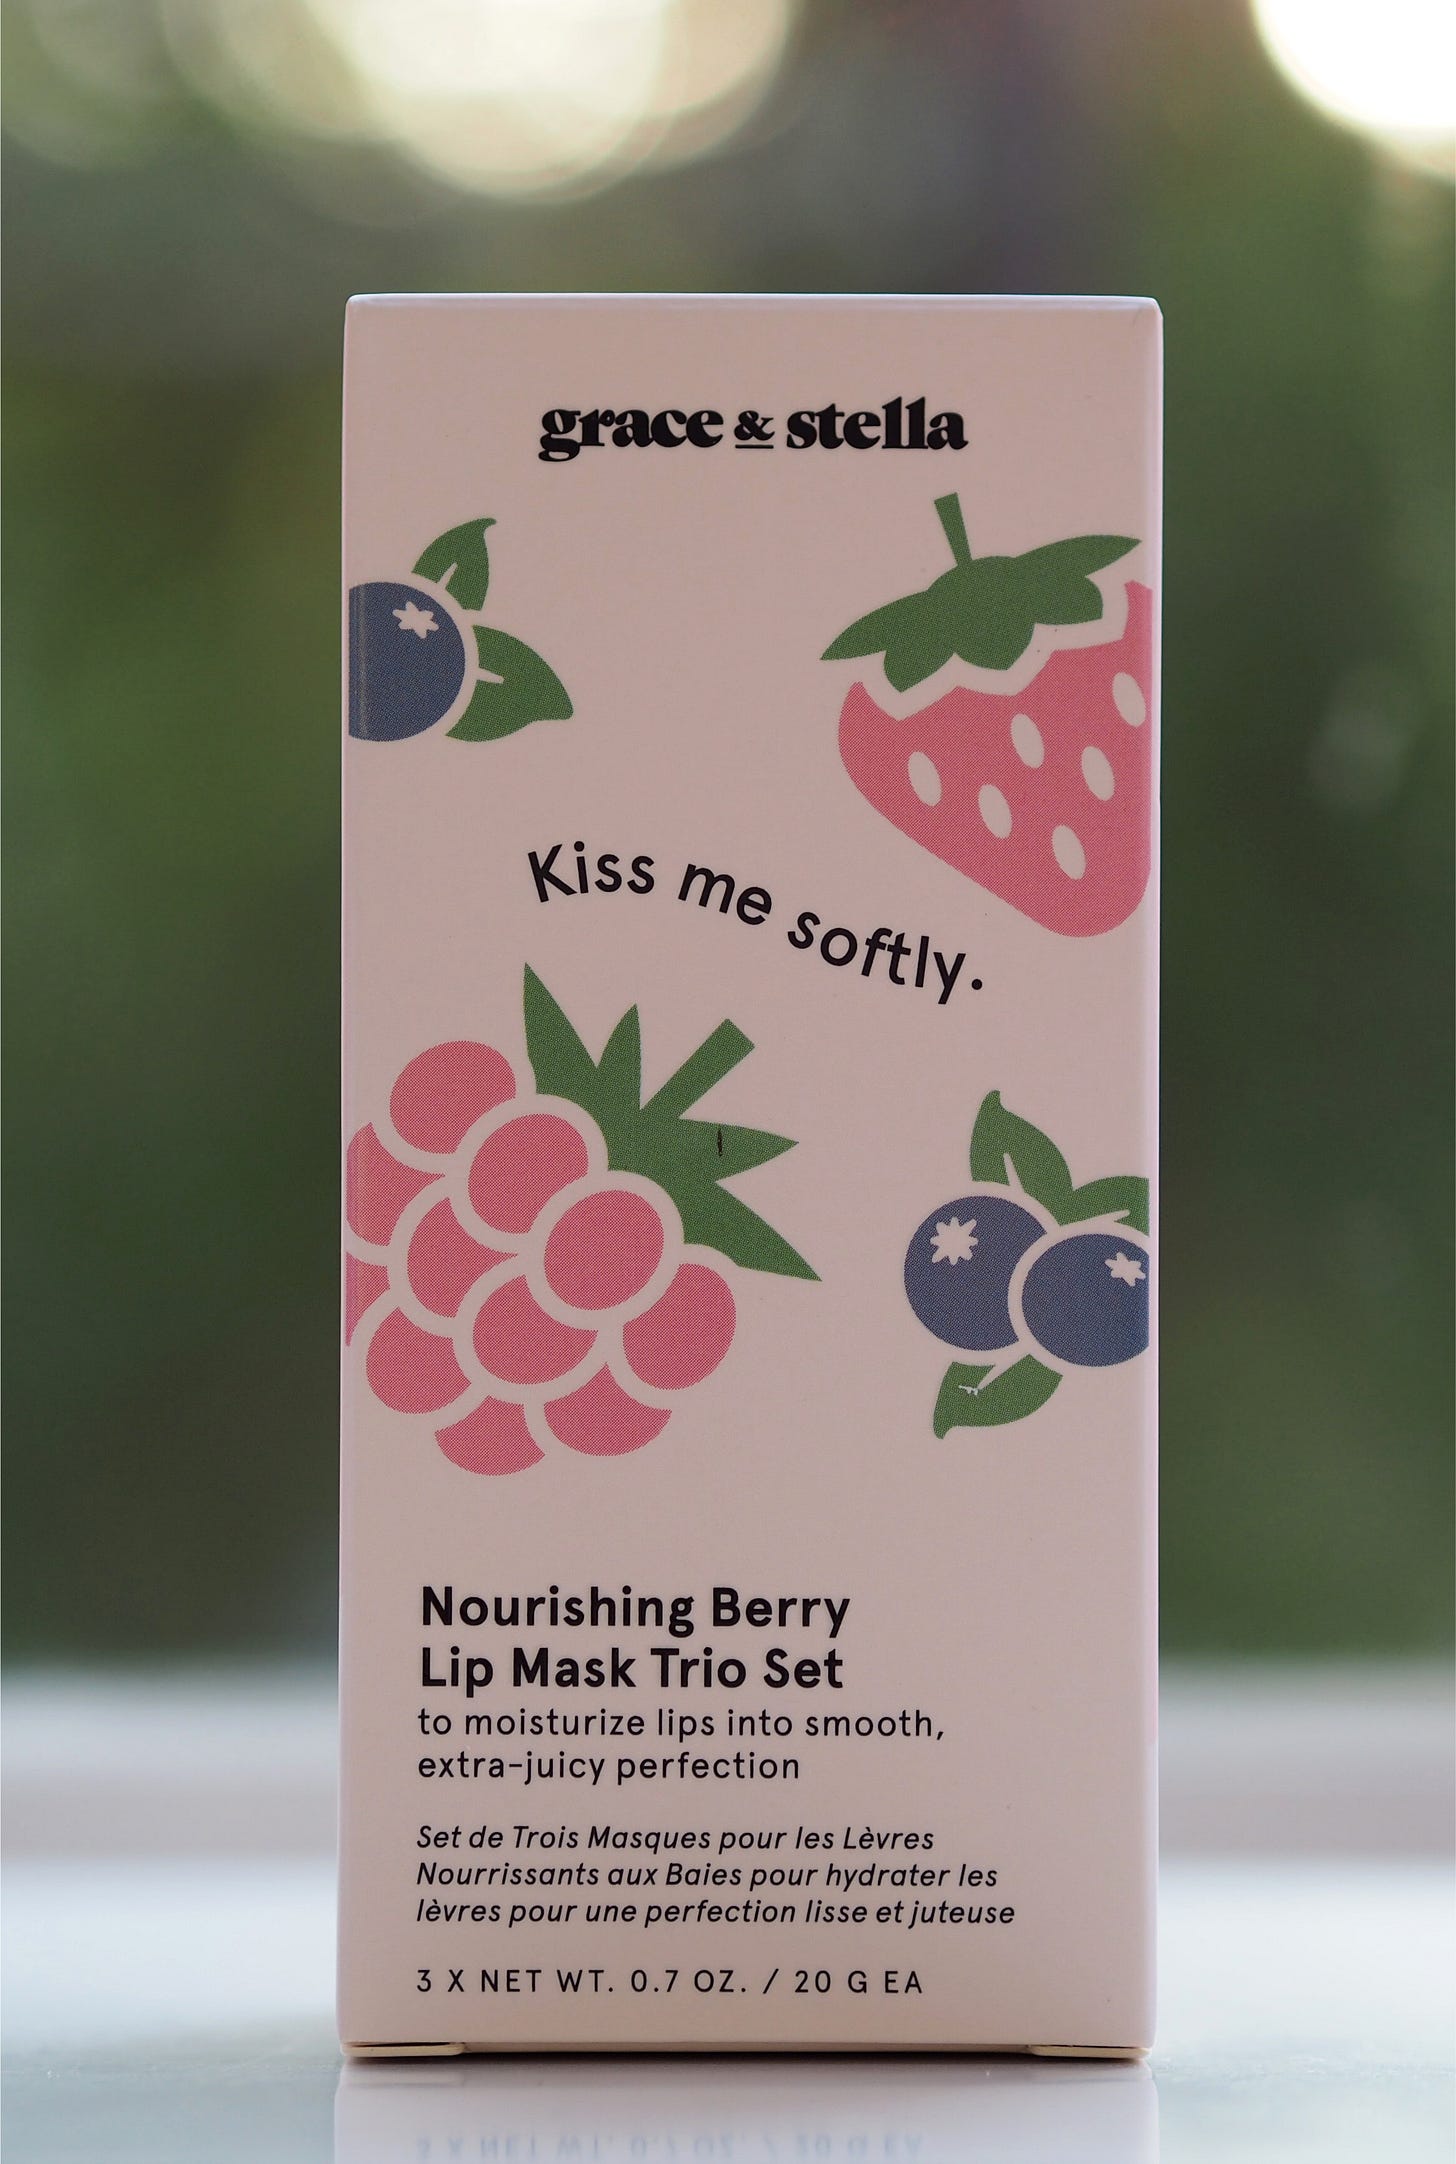 grace & stella
Kiss me softly.
Nourishing Berry
Lip Mask Trio Set
to moisturize lips into smooth,
extra-juicy perfection
Set de Trois Masques pour les Lèvres
Nourrissants aux Baies pour hydrater les
lèvres pour une perfection lisse et juteuse
3 X NET WT. 0.7 OZ. / 20 G EA